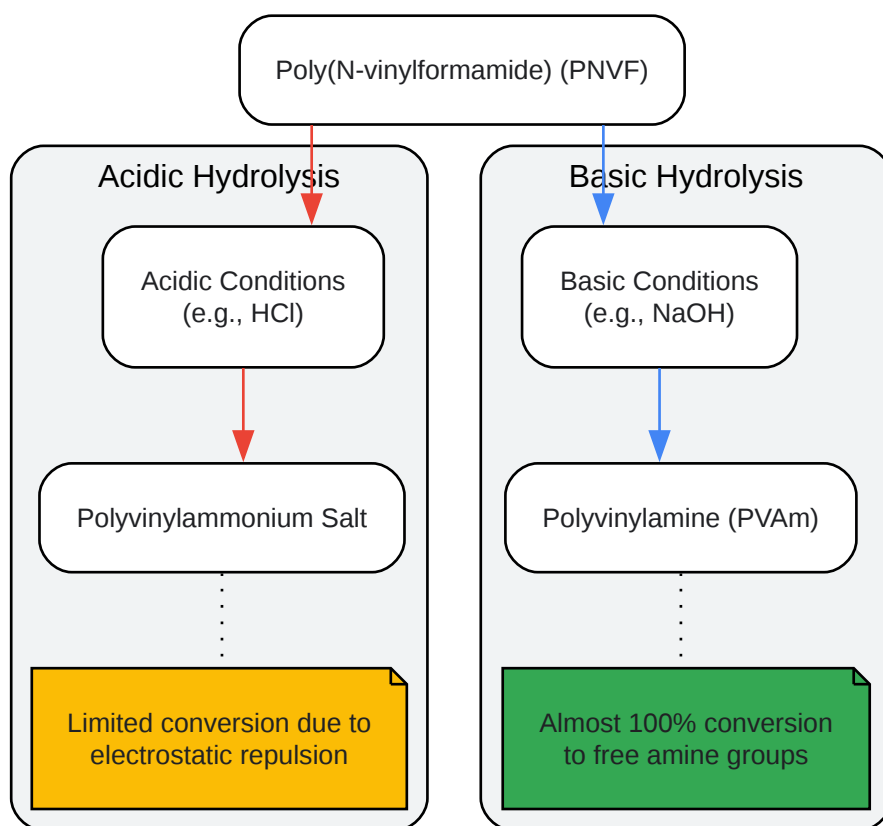 Poly(N-vinylformamide) (PNVF)
Acidic Hydrolysis
Acidic Conditions
(e.g., HCl)
Polyvinylammonium Salt
Limited conversion due to
electrostatic repulsion
Basic Hydrolysis
Basic Conditions
(e.g., NaOH)
Polyvinylamine (PVAm)
Almost 100% conversion
to free amine groups